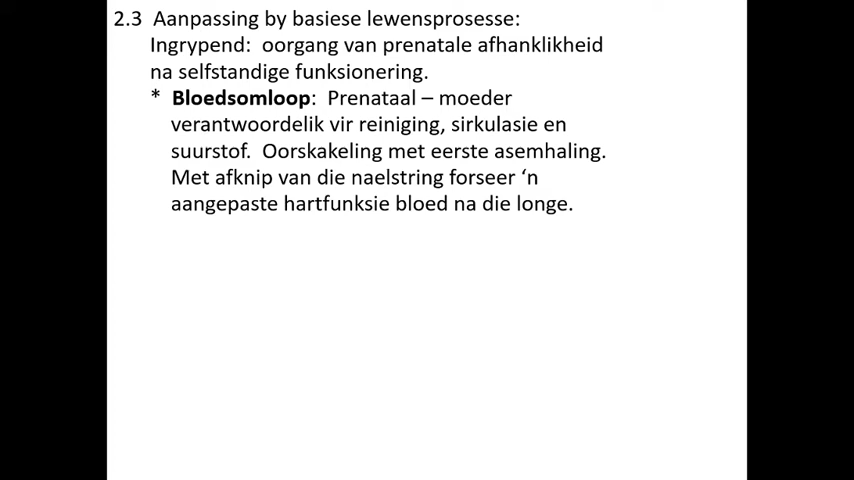 2.3 Aanpassing by basiese lewensprosesse:
Ingrypend: oorgang van prenatale afhanklikheid
na selfstandige funksionering.
* Bloedsomloop: Prenataal – moeder
verantwoordelik vir reiniging, sirkulasie en
suurstof. Oorskakeling met eerste asemhaling.
Met afknip van die naelstring forseer ‘n
aangepaste hartfunksie bloed na die longe.